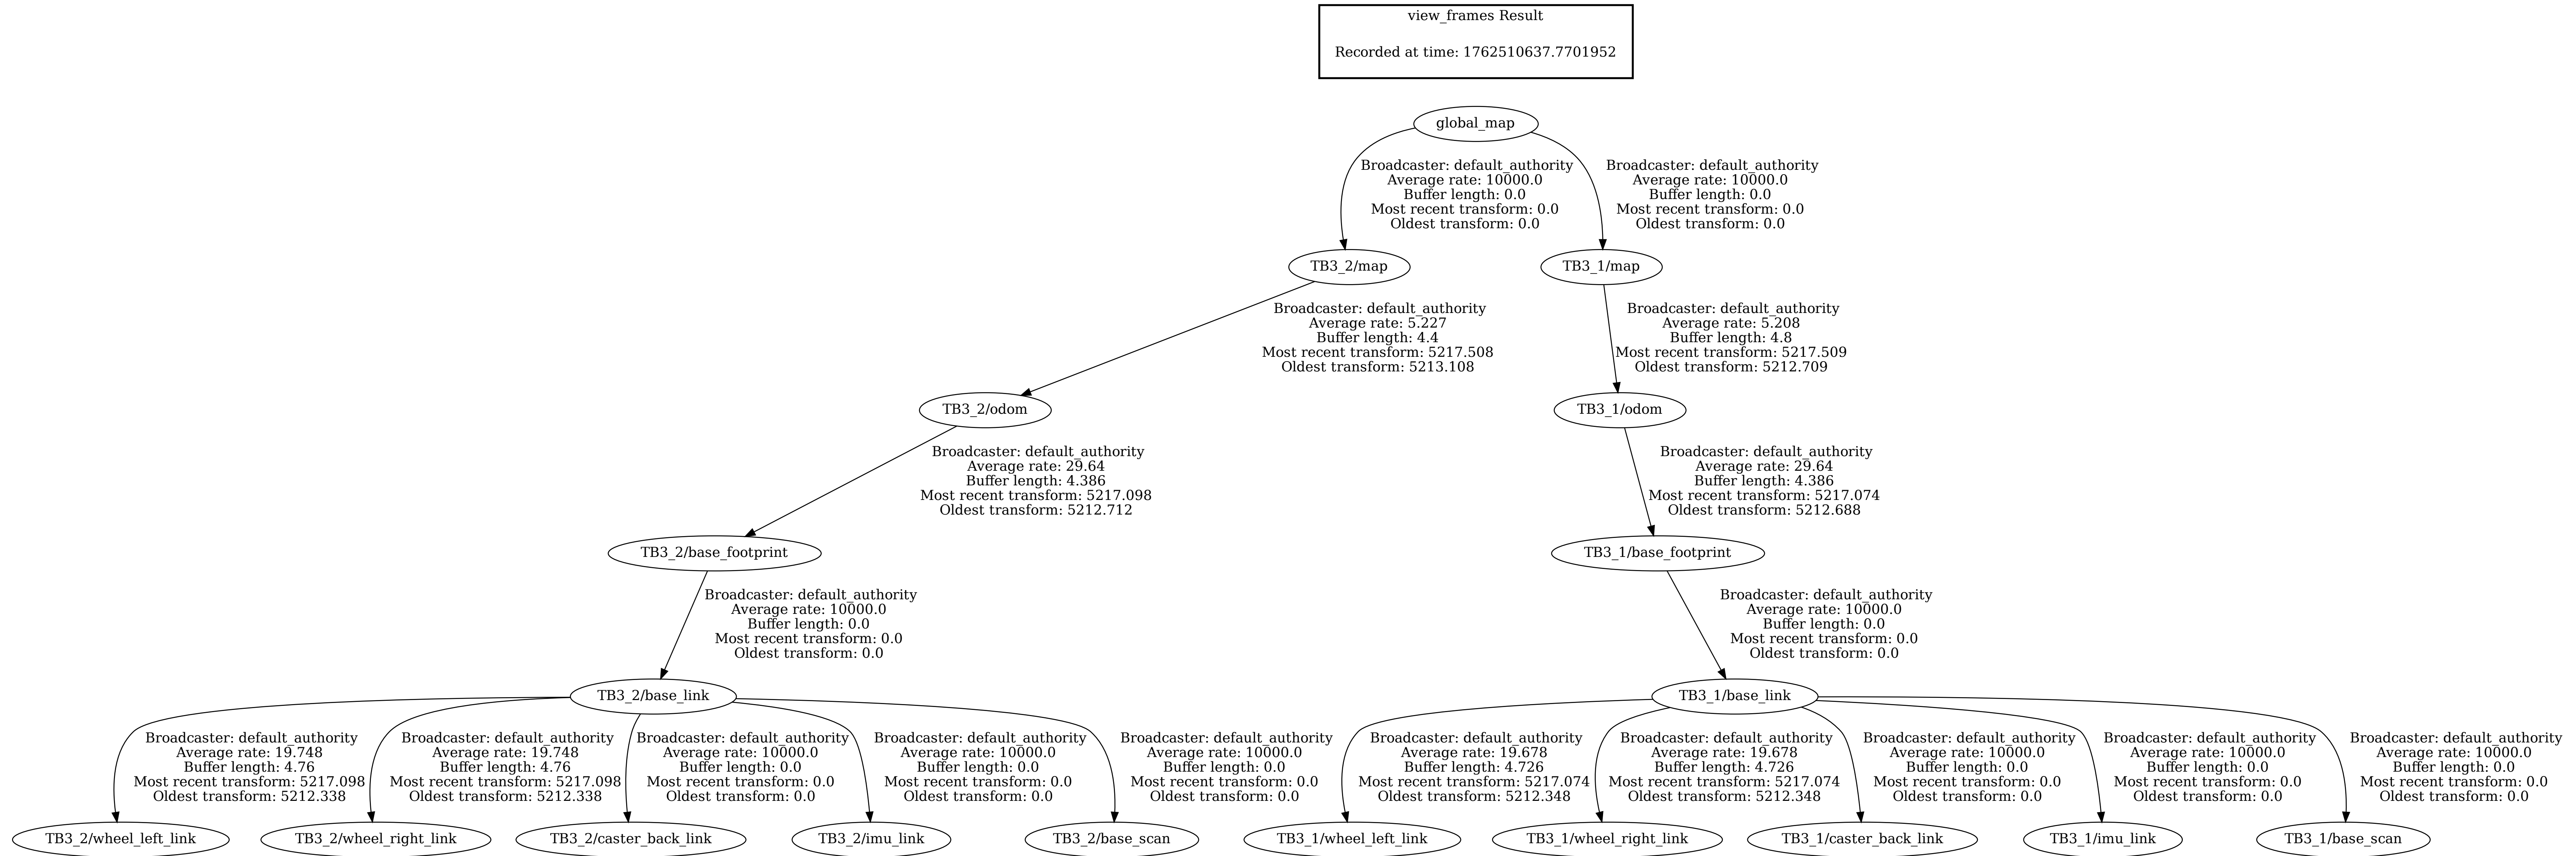 view_frames Result
Recorded at time: 1762510637.7701952
global_map
Broadcaster: default_authority
Average rate: 10000.0
Buffer length: 0.0
Most recent transform: 0.0
Oldest transform: 0.0
Broadcaster: default_authority
Average rate: 10000.0
Buffer length: 0.0
Most recent transform: 0.0
Oldest transform: 0.0
TB3_2/map
TB3_1/map
Broadcaster: default_authority
Average rate: 5.227
Buffer length: 4.4
Most recent transform: 5217.508
Oldest transform: 5213.108
Broadcaster: default_authority
Average rate: 5.208
Buffer length: 4.8
Most recent transform: 5217.509
Oldest transform: 5212.709
TB3_2/odom
TB3_1/odom
Broadcaster: default_authority
Average rate: 29.64
Buffer length: 4.386
Most recent transform: 5217.098
Oldest transform: 5212.712
Broadcaster: default_authority
Average rate: 29.64
Buffer length: 4.386
Most recent transform: 5217.074
Oldest transform: 5212.688
TB3_2/base_footprint
TB3_1/base_footprint
Broadcaster: default_authority
Average rate: 10000.0
Buffer length: 0.0
Most recent transform: 0.0
Oldest transform: 0.0
Broadcaster: default_authority
Average rate: 10000.0
Buffer length: 0.0
Most recent transform: 0.0
Oldest transform: 0.0
TB3_2/base_link
TB3_1/base_link
Broadcaster: default_authority
Average rate: 19.748
Buffer length: 4.76
Most recent transform: 5217.098
Oldest transform: 5212.338
Broadcaster: default_authority
Average rate: 19.748
Buffer length: 4.76
Most recent transform: 5217.098
Oldest transform: 5212.338
Broadcaster: default_authority
Average rate: 10000.0
Buffer length: 0.0
Most recent transform: 0.0
Oldest transform: 0.0
Broadcaster: default_authority
Average rate: 10000.0
Buffer length: 0.0
Most recent transform: 0.0
Oldest transform: 0.0
Broadcaster: default_authority
Average rate: 10000.0
Buffer length: 0.0
Most recent transform: 0.0
Oldest transform: 0.0
Broadcaster: default_authority
Average rate: 19.678
Buffer length: 4.726
Most recent transform: 5217.074
Oldest transform: 5212.348
Broadcaster: default_authority
Average rate: 19.678
Buffer length: 4.726
Most recent transform: 5217.074
Oldest transform: 5212.348
Broadcaster: default_authority
Average rate: 10000.0
Buffer length: 0.0
Most recent transform: 0.0
Oldest transform: 0.0
Broadcaster: default_authority
Average rate: 10000.0
Buffer length: 0.0
Most recent transform: 0.0
Oldest transform: 0.0
Broadcaster: default_authority
Average rate: 10000.0
Buffer length: 0.0
Most recent transform: 0.0
Oldest transform: 0.0
TB3_2/wheel_left_link
TB3_2/wheel_right_link
TB3_2/caster_back_link
TB3_2/imu_link
TB3_2/base_scan
TB3_1/wheel_left_link
TB3_1/wheel_right_link
TB3_1/caster_back_link
TB3_1/imu_link
TB3_1/base_scan